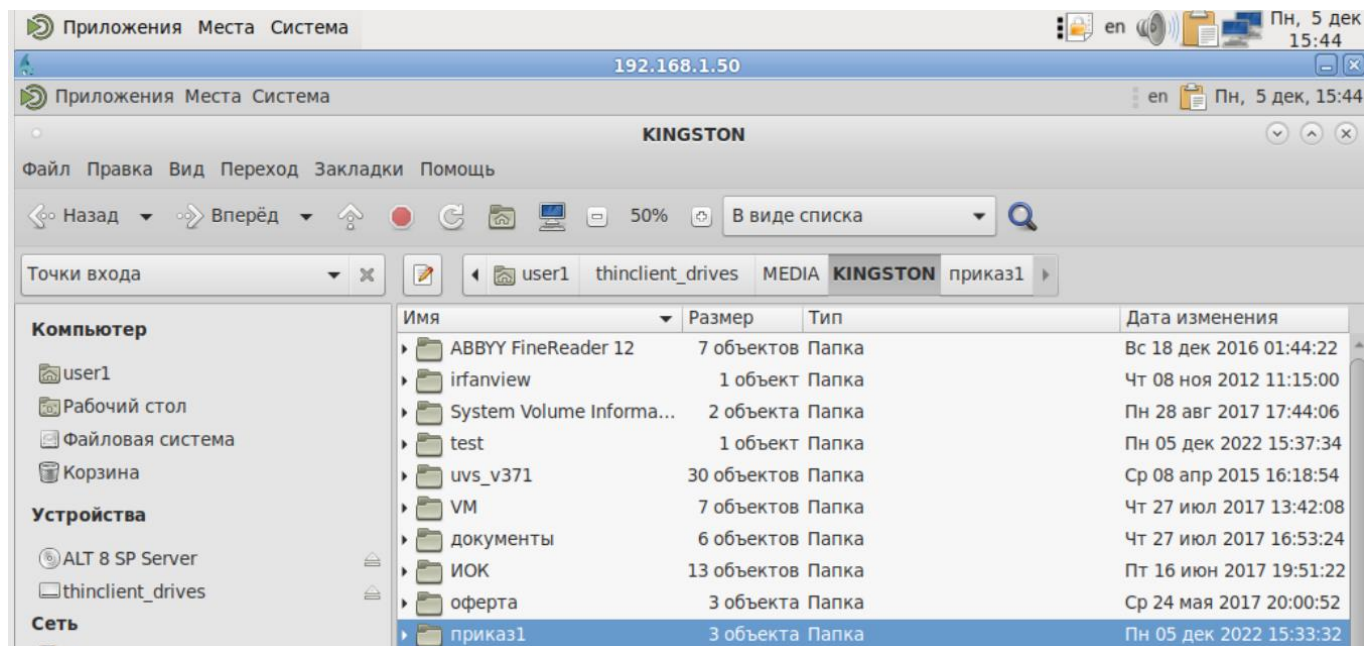 Приложения Места Система en Пн, 5 дек
15:44
192.168.1.50
Приложения Места Система en Пн, 5 дек, 15:44
KINGSTON
Файл Правка Вид Переход Закладки Помощь
Назад Вперёд 50% В виде списка
Точки входа user1 thinclient_drives MEDIA KINGSTON приказ1
Имя Размер Тип Дата изменения
Компьютер
user1
Рабочий стол
Файловая система
Корзина
Устройства
ALT 8 SP Server
thinclient_drives
Сеть
ABBYY FineReader 12 7 объектов Папка Вс 18 дек 2016 01:44:22
irfanview 1 объект Папка Чт 08 ноя 2012 11:15:00
System Volume Informa... 2 объекта Папка Пн 28 авг 2017 17:44:06
test 1 объект Папка Пн 05 дек 2022 15:37:34
uvs_v371 30 объектов Папка Ср 08 апр 2015 16:18:54
VM 7 объектов Папка Чт 27 июл 2017 13:42:08
документы 6 объектов Папка Чт 27 июл 2017 16:53:24
ИОК 13 объектов Папка Пт 16 июн 2017 19:51:22
оферта 3 объекта Папка Ср 24 мая 2017 20:00:52
приказ1 3 объекта Папка Пн 05 дек 2022 15:33:32